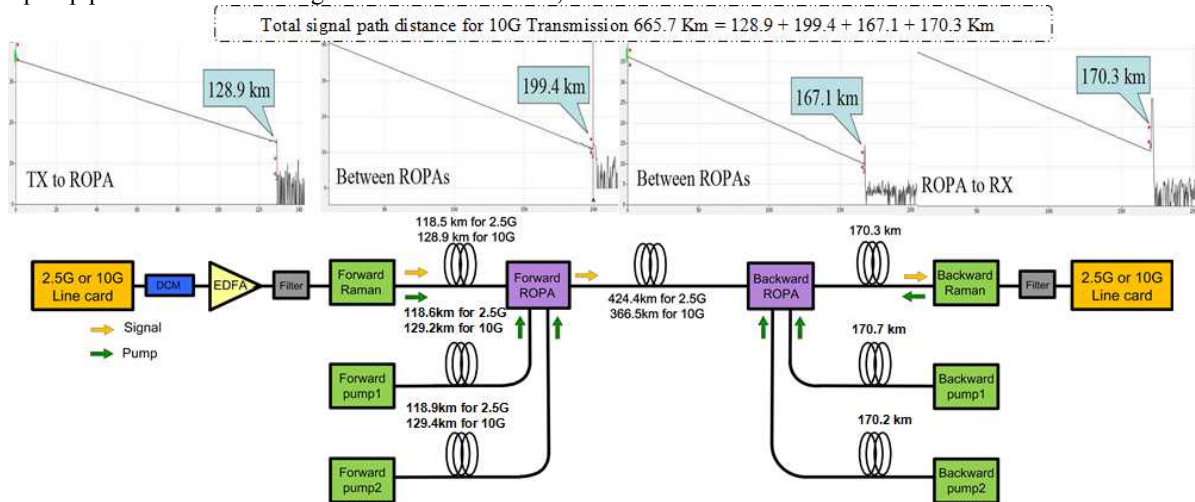 Total signal path distance for 10G Transmission 665.7 Km = 128.9 + 199.4 + 167.1 + 170.3 Km
128.9 km
TX to ROPA
199.4 km
Between ROPAs
167.1 km
Between ROPAs
170.3 km
ROPA to RX
118.5 km for 2.5G
128.9 km for 10G
170.3 km
2.5G or 10G
Line card
DCM
EDFA
Filter
Forward
Raman
Forward
ROPA
Backward
ROPA
Backward
Raman
Filter
2.5G or 10G
Line card
Signal
Pump
118.6km for 2.5G
129.2km for 10G
424.4km for 2.5G
366.5km for 10G
Forward
pump1
170.7 km
Backward
pump1
118.9km for 2.5G
129.4km for 10G
Forward
pump2
170.2 km
Backward
pump2